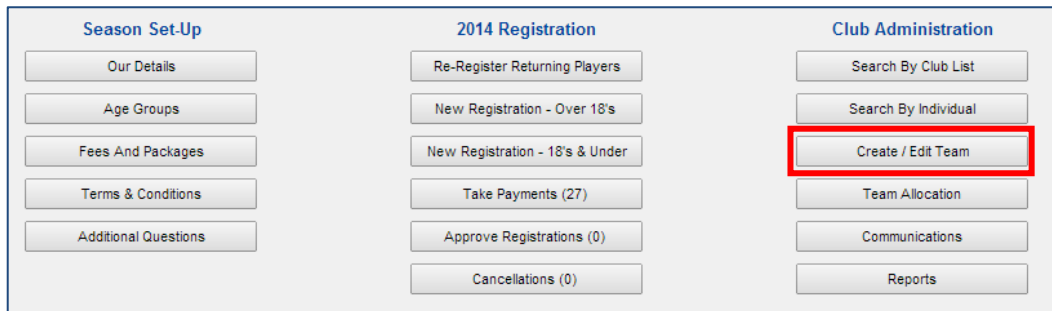 Season Set-Up
Our Details
Age Groups
Fees And Packages
Terms & Conditions
Additional Questions
2014 Registration
Re-Register Returning Players
New Registration - Over 18's
New Registration - 18's & Under
Take Payments (27)
Approve Registrations (0)
Cancellations (0)
Club Administration
Search By Club List
Search By Individual
Create / Edit Team
Team Allocation
Communications
Reports